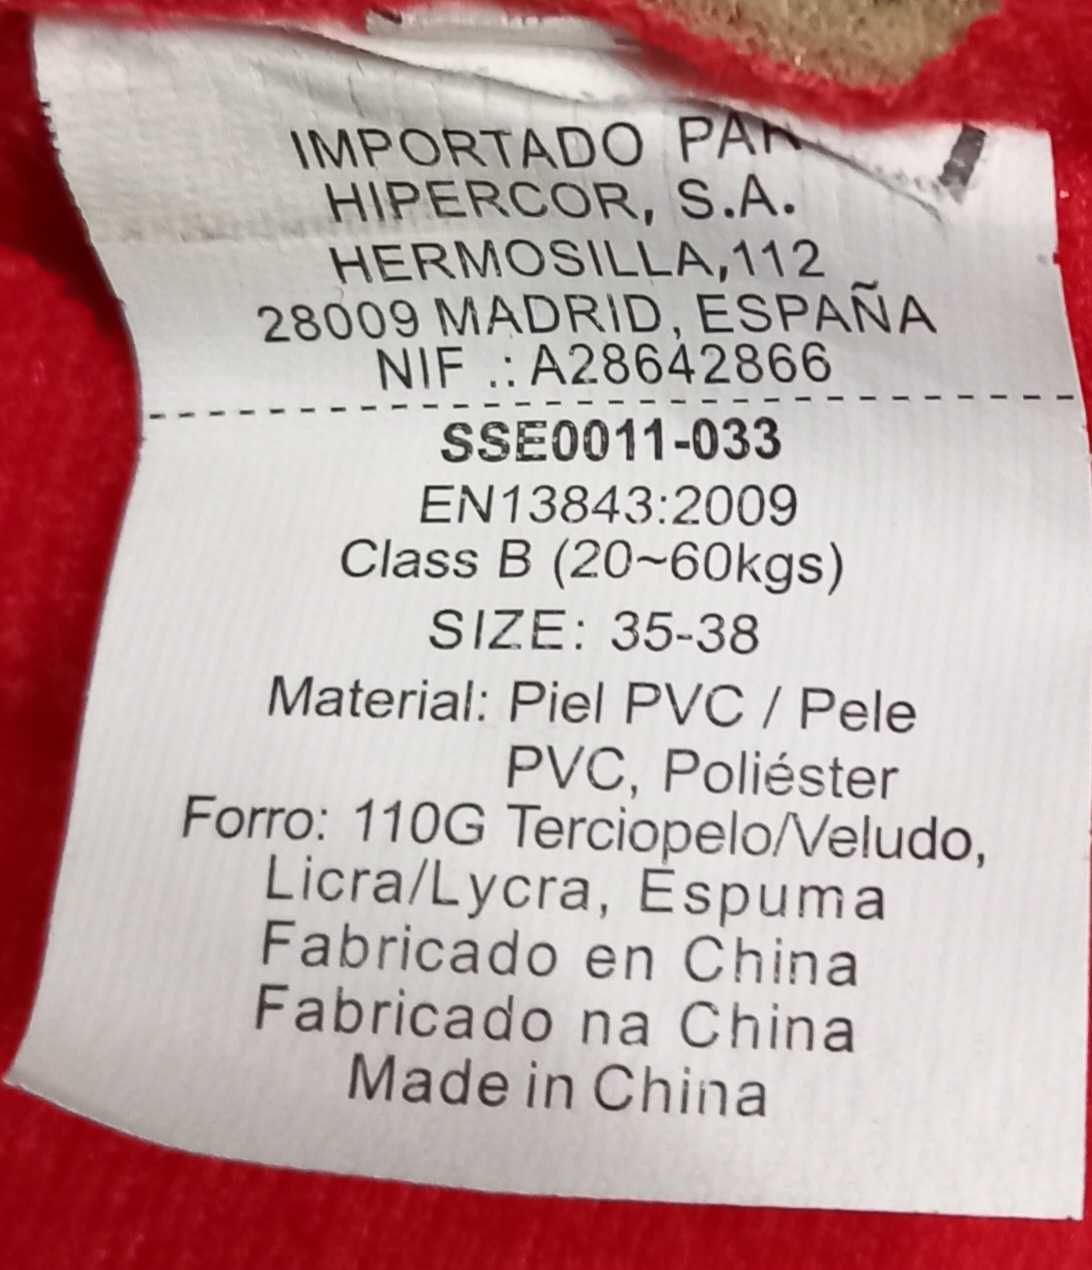 IMPORTADO PAR
HIPERCOR, S.A.
HERMOSILLA,112
28009 MADRID, ESPAÑA
NIF .: A28642866
SSE0011-033
EN13843:2009
Class B (20~60kgs)
SIZE: 35-38
Material: Piel PVC / Pele
PVC, Poliéster
Forro: 110G Terciopelo/Veludo,
Licra/Lycra, Espuma
Fabricado en China
Fabricado na China
Made in China